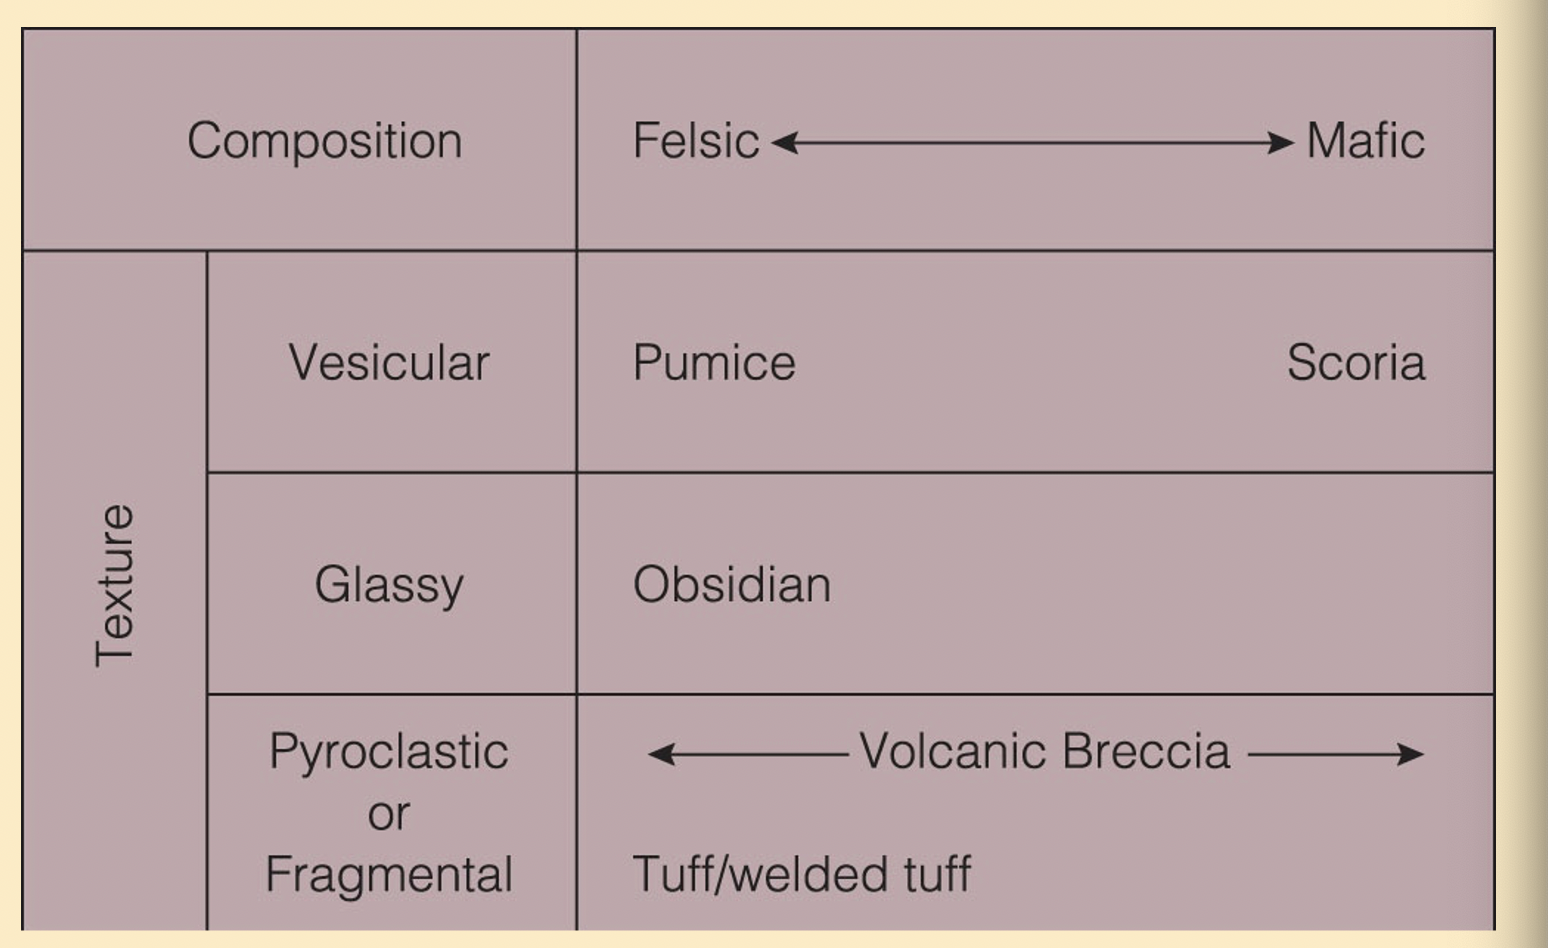 Composition
Felsic Mafic
Texture
Vesicular
Pumice Scoria
Glassy
Obsidian
Pyroclastic
or
Fragmental
Volcanic Breccia
Tuff/welded tuff